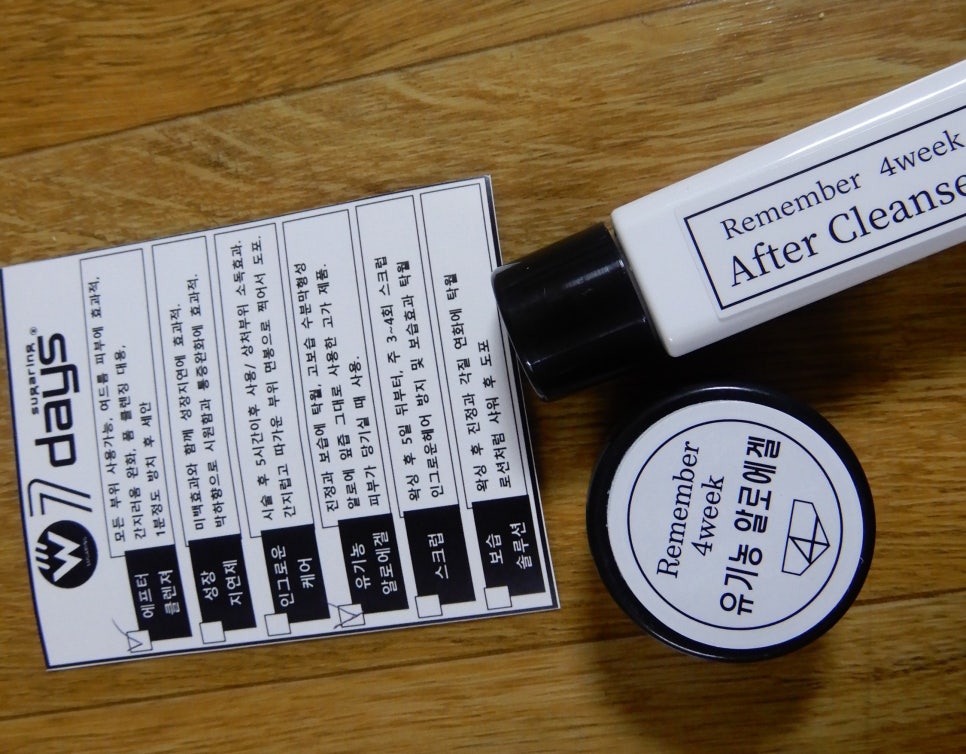 sugaring
7days®
에프터
클렌저
모든 부위 사용가능, 여드름 피부에 효과적,
간지러움 완화, 폼 클렌징 대용,
1분정도 방치 후 세안
성장
지연제
미백효과와 함께 성장지연에 효과적.
박하향으로 시원함과 통증완화에 효과적.
인그로운
케어
시술 후 5시간이후 사용/ 상처부위 소독효과.
간지럽고 따가운 부위 면봉으로 찍어서 도포.
유기농
알로에겔
진정과 보습에 탁월, 고보습 수분막형성
알로에 잎즙 그대로 사용한 고가 제품.
피부가 당기실 때 사용.
스크럽
왁싱 후 5일 뒤부터, 주 3~4회 스크럽
인그로운헤어 방지 및 보습효과 탁월
보습
솔루션
왁싱 후 진정과 각질 연화에 탁월
로션처럼 샤워 후 도포
Remember 4week
After Cleanse
Remember
4week
유기농 알로에겔